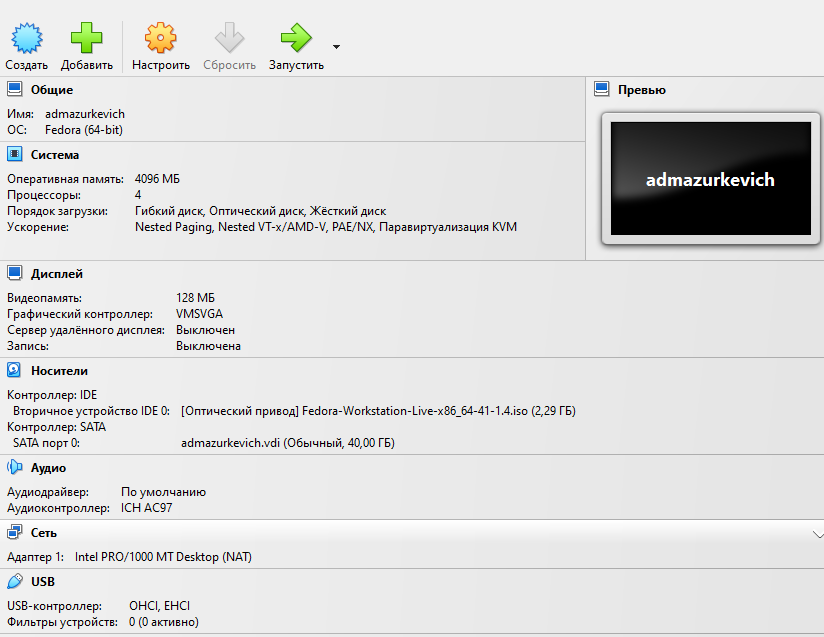 Создать Добавить Настроить Сбросить Запустить
Общие
Имя: admazurkevich
ОС: Fedora (64-bit)
Превью
admazurkevich
Система
Оперативная память: 4096 МБ
Процессоры: 4
Порядок загрузки: Гибкий диск, Оптический диск, Жёсткий диск
Ускорение: Nested Paging, Nested VT-x/AMD-V, PAE/NX, Паравиртуализация KVM
Дисплей
Видеопамять: 128 МБ
Графический контроллер: VMSVGA
Сервер удалённого дисплея: Выключен
Запись: Выключена
Носители
Контроллер: IDE
Вторичное устройство IDE 0: [Оптический привод] Fedora-Workstation-Live-x86_64-41-1.4.iso (2,29 ГБ)
Контроллер: SATA
SATA порт 0: admazurkevich.vdi (Обычный, 40,00 ГБ)
Аудио
Аудиодрайвер: По умолчанию
Аудиоконтроллер: ICH AC97
Сеть
Адаптер 1: Intel PRO/1000 MT Desktop (NAT)
USB
USB-контроллер: OHCI, EHCI
Фильтры устройств: 0 (0 активно)